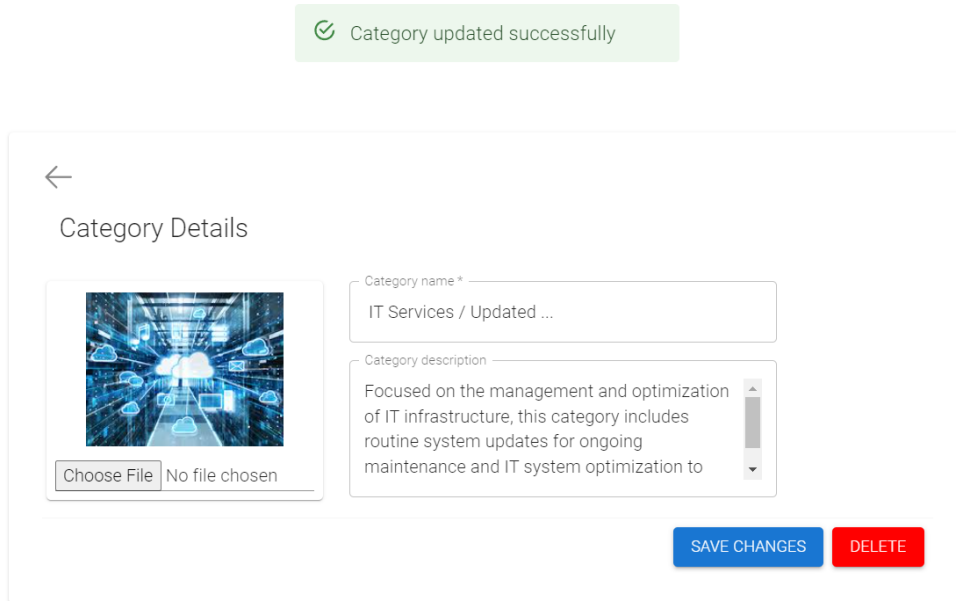 Category updated successfully
Category Details
Category name *
IT Services / Updated ...
Category description
Focused on the management and optimization
of IT infrastructure, this category includes
routine system updates for ongoing
maintenance and IT system optimization to
Choose File No file chosen
SAVE CHANGES
DELETE